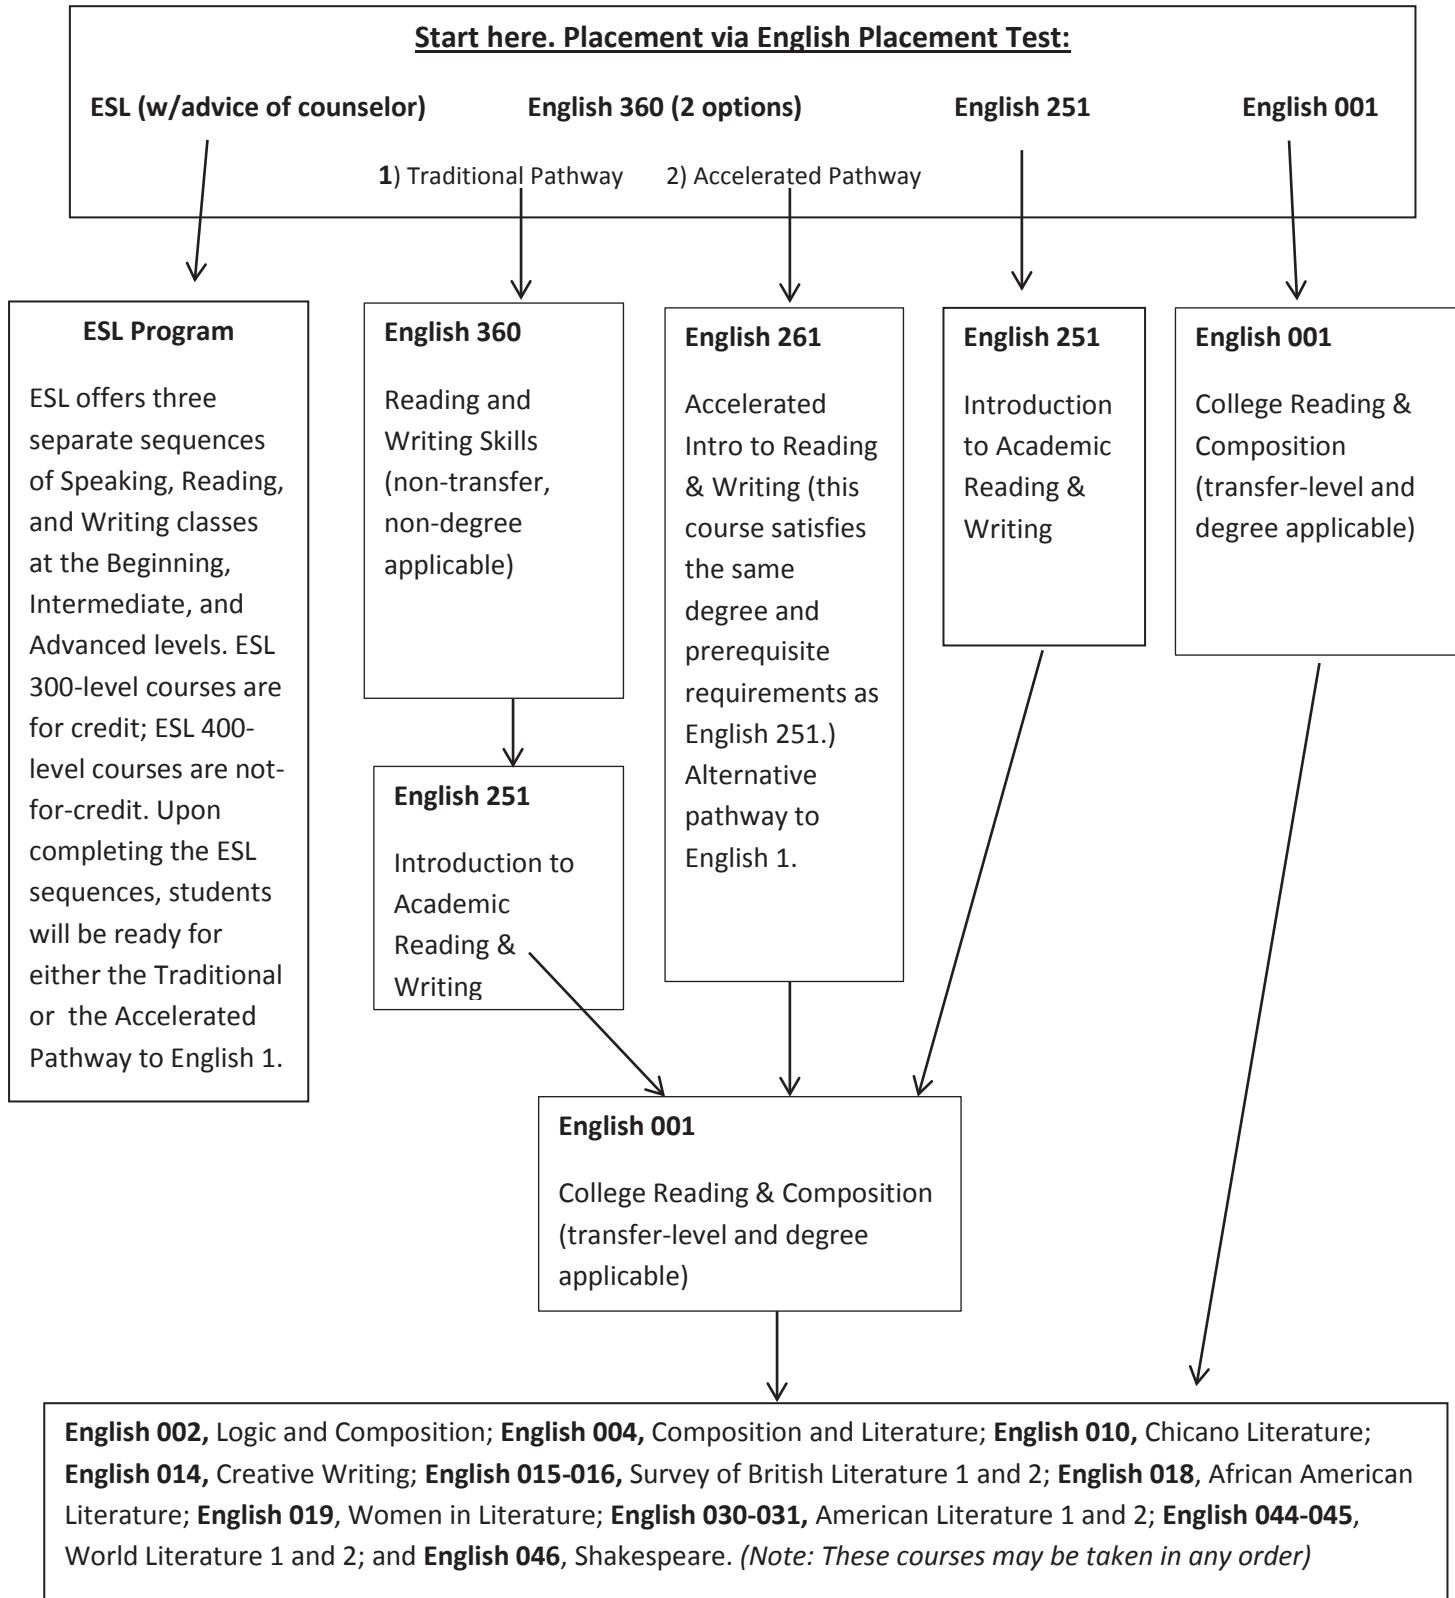 Start here. Placement via English Placement Test:
ESL (w/advice of counselor) English 360 (2 options) English 251 English 001
1) Traditional Pathway 2) Accelerated Pathway
ESL Program
ESL offers three
separate sequences
of Speaking, Reading,
and Writing classes
at the Beginning,
Intermediate, and
Advanced levels. ESL
300-level courses are
for credit; ESL 400-
level courses are not-
for-credit. Upon
completing the ESL
sequences, students
will be ready for
either the Traditional
or the Accelerated
Pathway to English 1.
English 360
Reading and
Writing Skills
(non-transfer,
non-degree
applicable)
English 251
Introduction to
Academic
Reading &
Writing
English 261
Accelerated
Intro to Reading
& Writing (this
course satisfies
the same
degree and
prerequisite
requirements as
English 251.)
Alternative
pathway to
English 1.
English 251
Introduction
to Academic
Reading &
Writing
English 001
College Reading &
Composition
(transfer-level and
degree applicable)
English 001
College Reading & Composition
(transfer-level and degree
applicable)
English 002, Logic and Composition; English 004, Composition and Literature; English 010, Chicano Literature;
English 014, Creative Writing; English 015-016, Survey of British Literature 1 and 2; English 018, African American
Literature; English 019, Women in Literature; English 030-031, American Literature 1 and 2; English 044-045,
World Literature 1 and 2; and English 046, Shakespeare. (Note: These courses may be taken in any order)